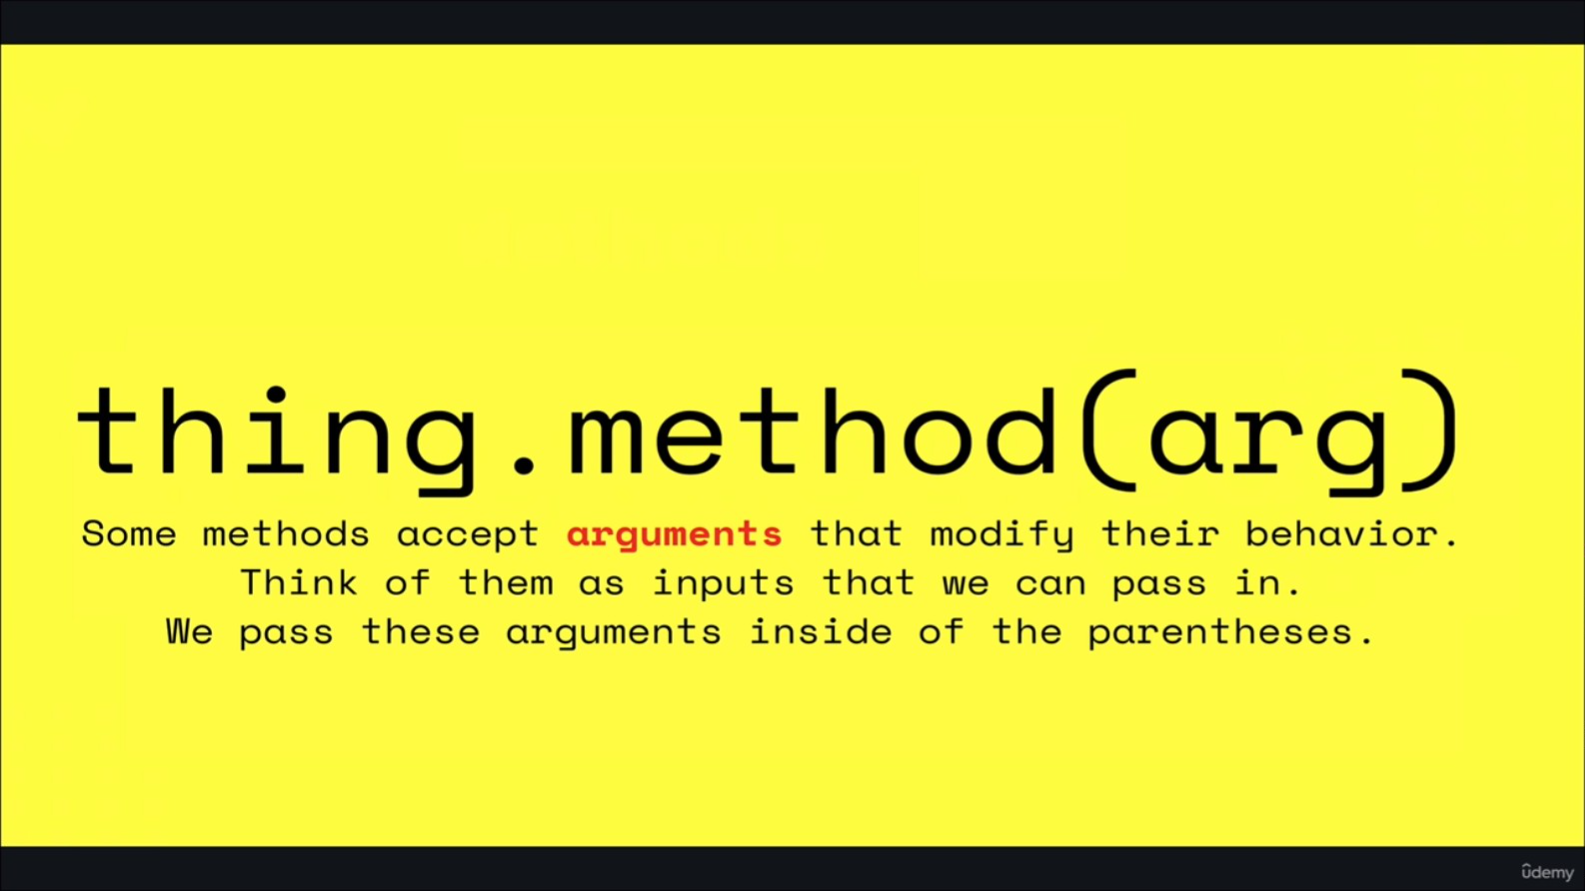 thing.method(arg)
Some methods accept arguments that modify their behavior.
Think of them as inputs that we can pass in.
We pass these arguments inside of the parentheses.
ûdemy